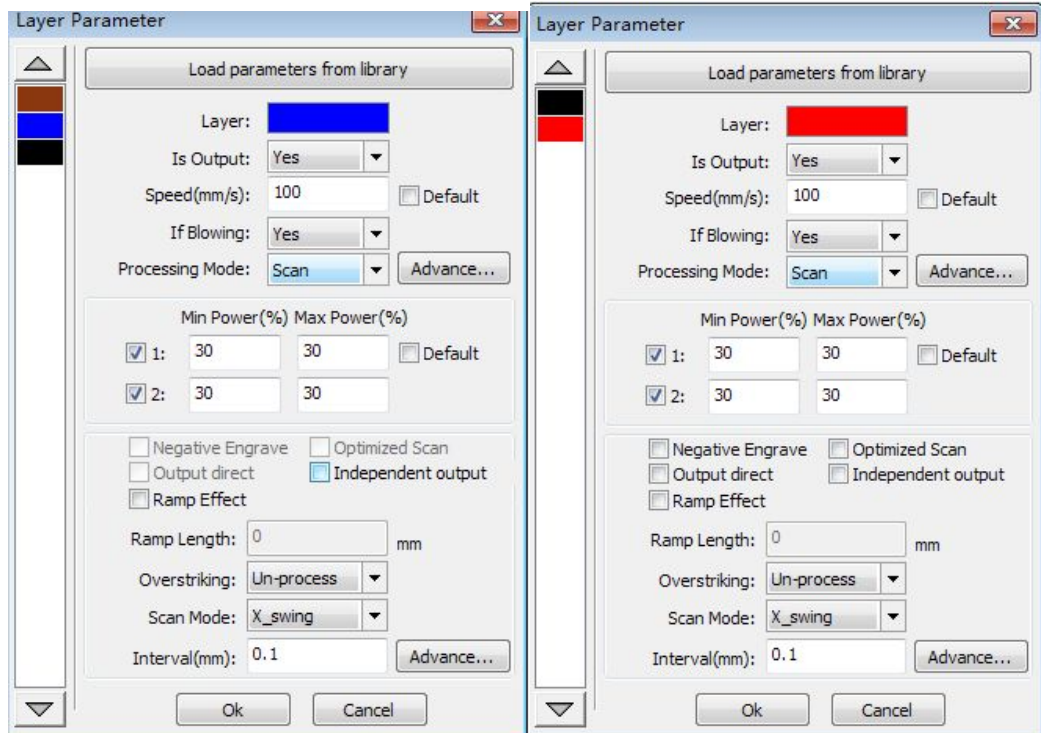 Layer Parameter
Load parameters from library
Layer:
Is Output: Yes
Speed(mm/s): 100 Default
If Blowing: Yes
Processing Mode: Scan Advance...
Min Power(%) Max Power(%)
1: 30 30 Default
2: 30 30
Negative Engrave Optimized Scan
Output direct Independent output
Ramp Effect
Ramp Length: 0 mm
Overstriking: Un-process
Scan Mode: X_swing
Interval(mm): 0.1 Advance...
Ok Cancel
Layer Parameter
Load parameters from library
Layer:
Is Output: Yes
Speed(mm/s): 100 Default
If Blowing: Yes
Processing Mode: Scan Advance...
Min Power(%) Max Power(%)
1: 30 30 Default
2: 30 30
Negative Engrave Optimized Scan
Output direct Independent output
Ramp Effect
Ramp Length: 0 mm
Overstriking: Un-process
Scan Mode: X_swing
Interval(mm): 0.1 Advance...
Ok Cancel